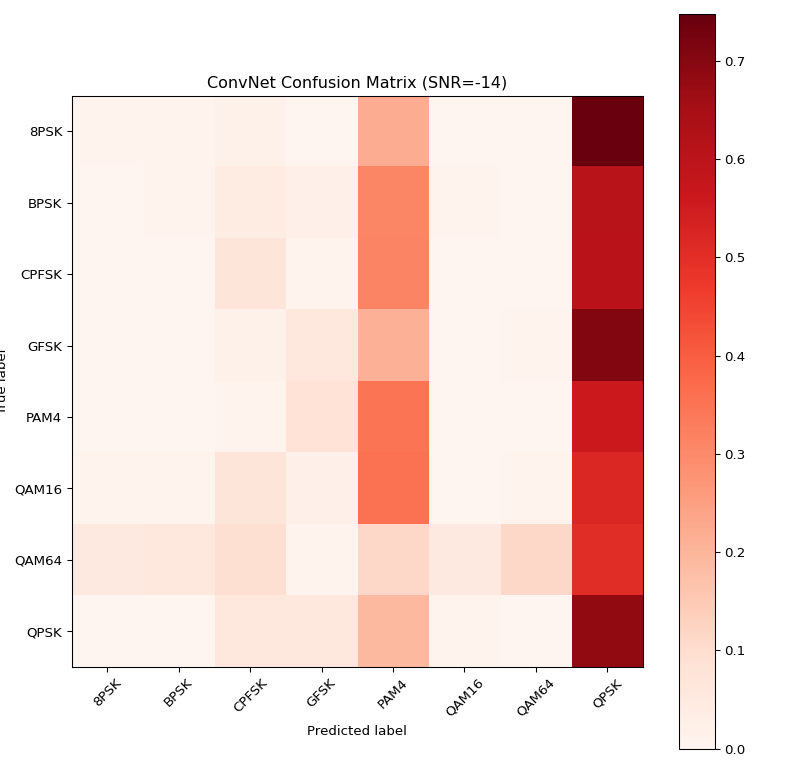 ConvNet Confusion Matrix (SNR=-14)
8PSK
BPSK
CPFSK
GFSK
PAM4
QAM16
QAM64
QPSK
label
8PSK
BPSK
CPFSK
GFSK
PAM4
QAM16
QAM64
QPSK
Predicted label
0.7
0.6
0.5
0.4
0.3
0.2
0.1
0.0